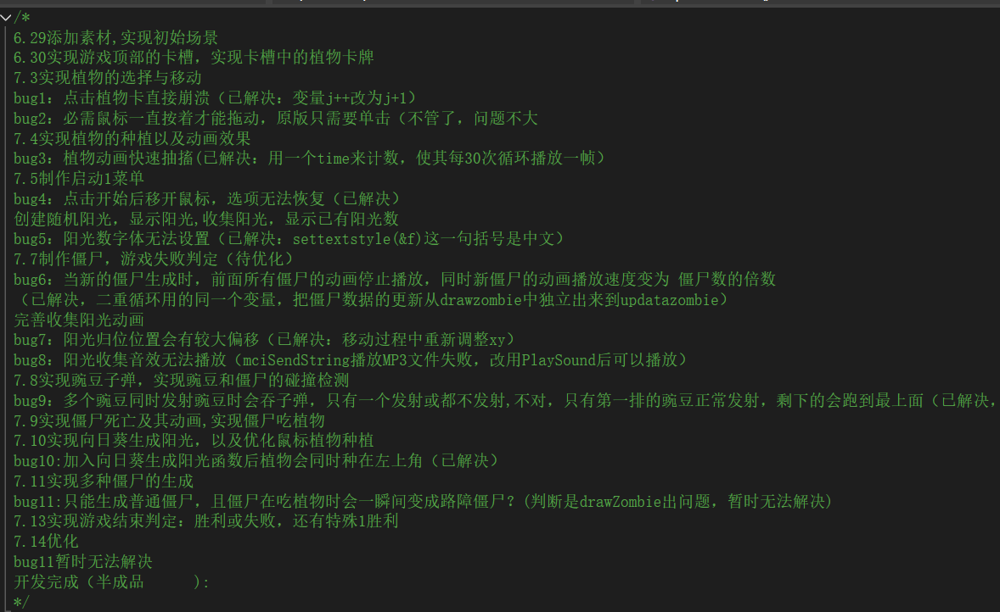 /*
6.29添加素材,实现初始场景
6.30实现游戏顶部的卡槽，实现卡槽中的植物卡牌
7.3实现植物的选择与移动
bug1：点击植物卡直接崩溃（已解决：变量j++改为j+1）
bug2：必需鼠标一直按着才能拖动，原版只需要单击（不管了，问题不大
7.4实现植物的种植以及动画效果
bug3：植物动画快速抽搐(已解决：用一个time来计数，使其每30次循环播放一帧）
7.5制作启动1菜单
bug4：点击开始后移开鼠标，选项无法恢复（已解决）
创建随机阳光，显示阳光,收集阳光，显示已有阳光数
bug5：阳光数字体无法设置（已解决：settextstyle(&f)这一句括号是中文）
7.7制作僵尸，游戏失败判定（待优化）
bug6：当新的僵尸生成时，前面所有僵尸的动画停止播放，同时新僵尸的动画播放速度变为 僵尸数的倍数
（已解决，二重循环用的同一个变量，把僵尸数据的更新从drawzombie中独立出来到updatazombie）
完善收集阳光动画
bug7：阳光归位位置会有较大偏移（已解决：移动过程中重新调整xy）
bug8：阳光收集音效无法播放（mciSendString播放MP3文件失败，改用PlaySound后可以播放）
7.8实现豌豆子弹，实现豌豆和僵尸的碰撞检测
bug9：多个豌豆同时发射豌豆时会吞子弹，只有一个发射或都不发射,不对，只有第一排的豌豆正常发射，剩下的会跑到最上面（已解决，
7.9实现僵尸死亡及其动画,实现僵尸吃植物
7.10实现向日葵生成阳光，以及优化鼠标植物种植
bug10:加入向日葵生成阳光函数后植物会同时种在左上角（已解决）
7.11实现多种僵尸的生成
bug11:只能生成普通僵尸，且僵尸在吃植物时会一瞬间变成路障僵尸？(判断是drawZombie出问题，暂时无法解决)
7.13实现游戏结束判定：胜利或失败，还有特殊1胜利
7.14优化
bug11暂时无法解决
开发完成（半成品      ):
*/